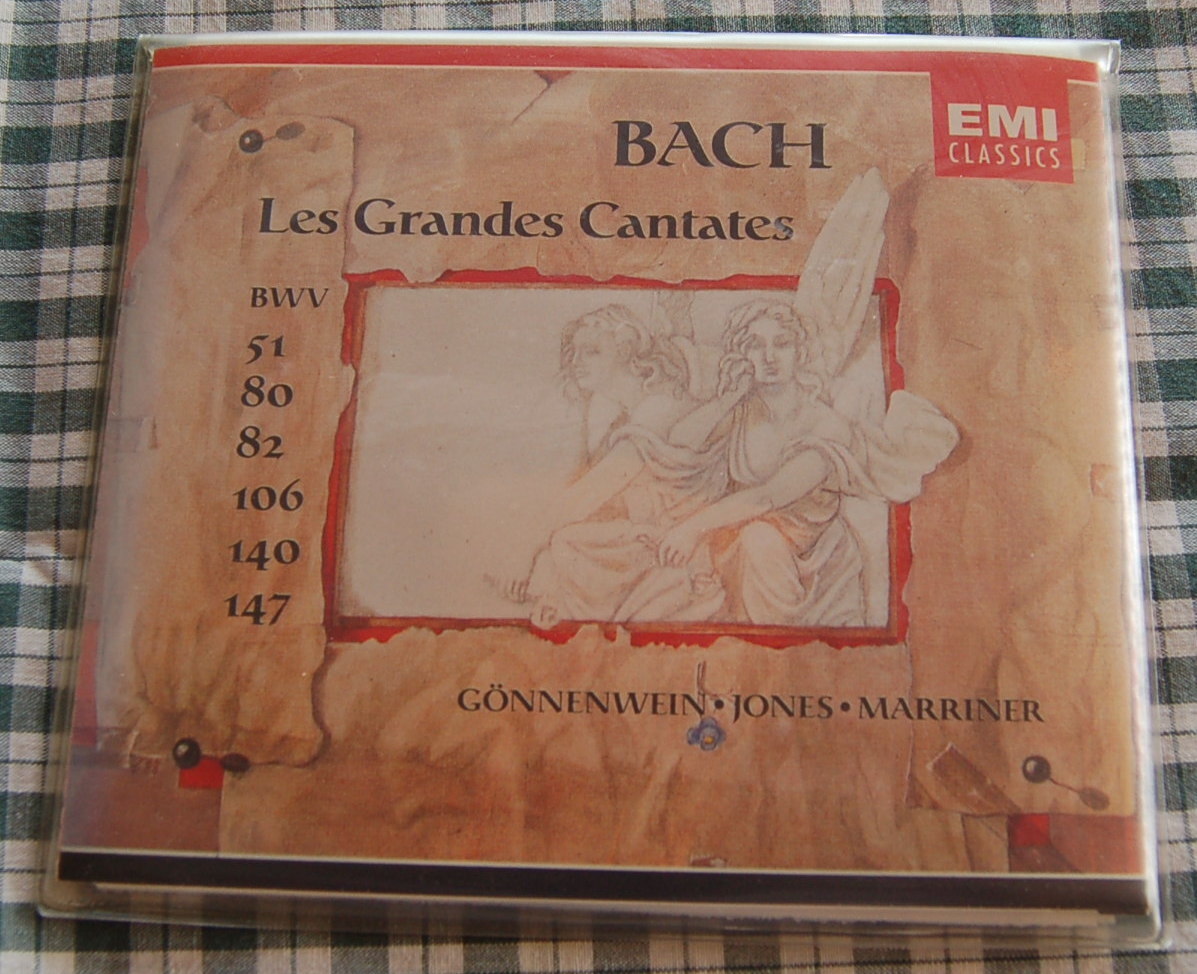 BACH
EMI
CLASSICS
Les Grandes Cantates
BWV
51
80
82
106
140
147
GÖNNENWEIN • JONES • MARRINER